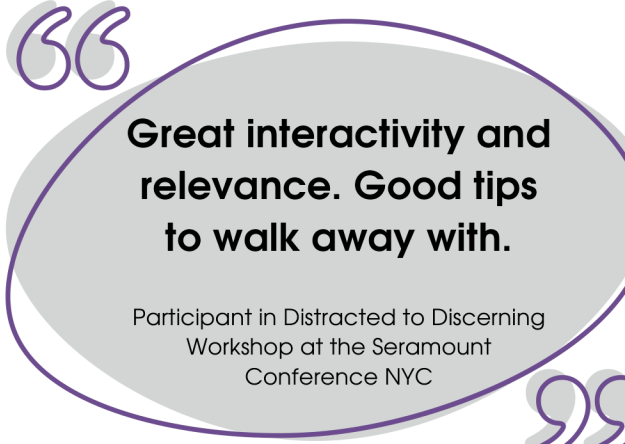 Great interactivity and
relevance. Good tips
to walk away with.
Participant in Distracted to Discerning
Workshop at the Seramount
Conference NYC